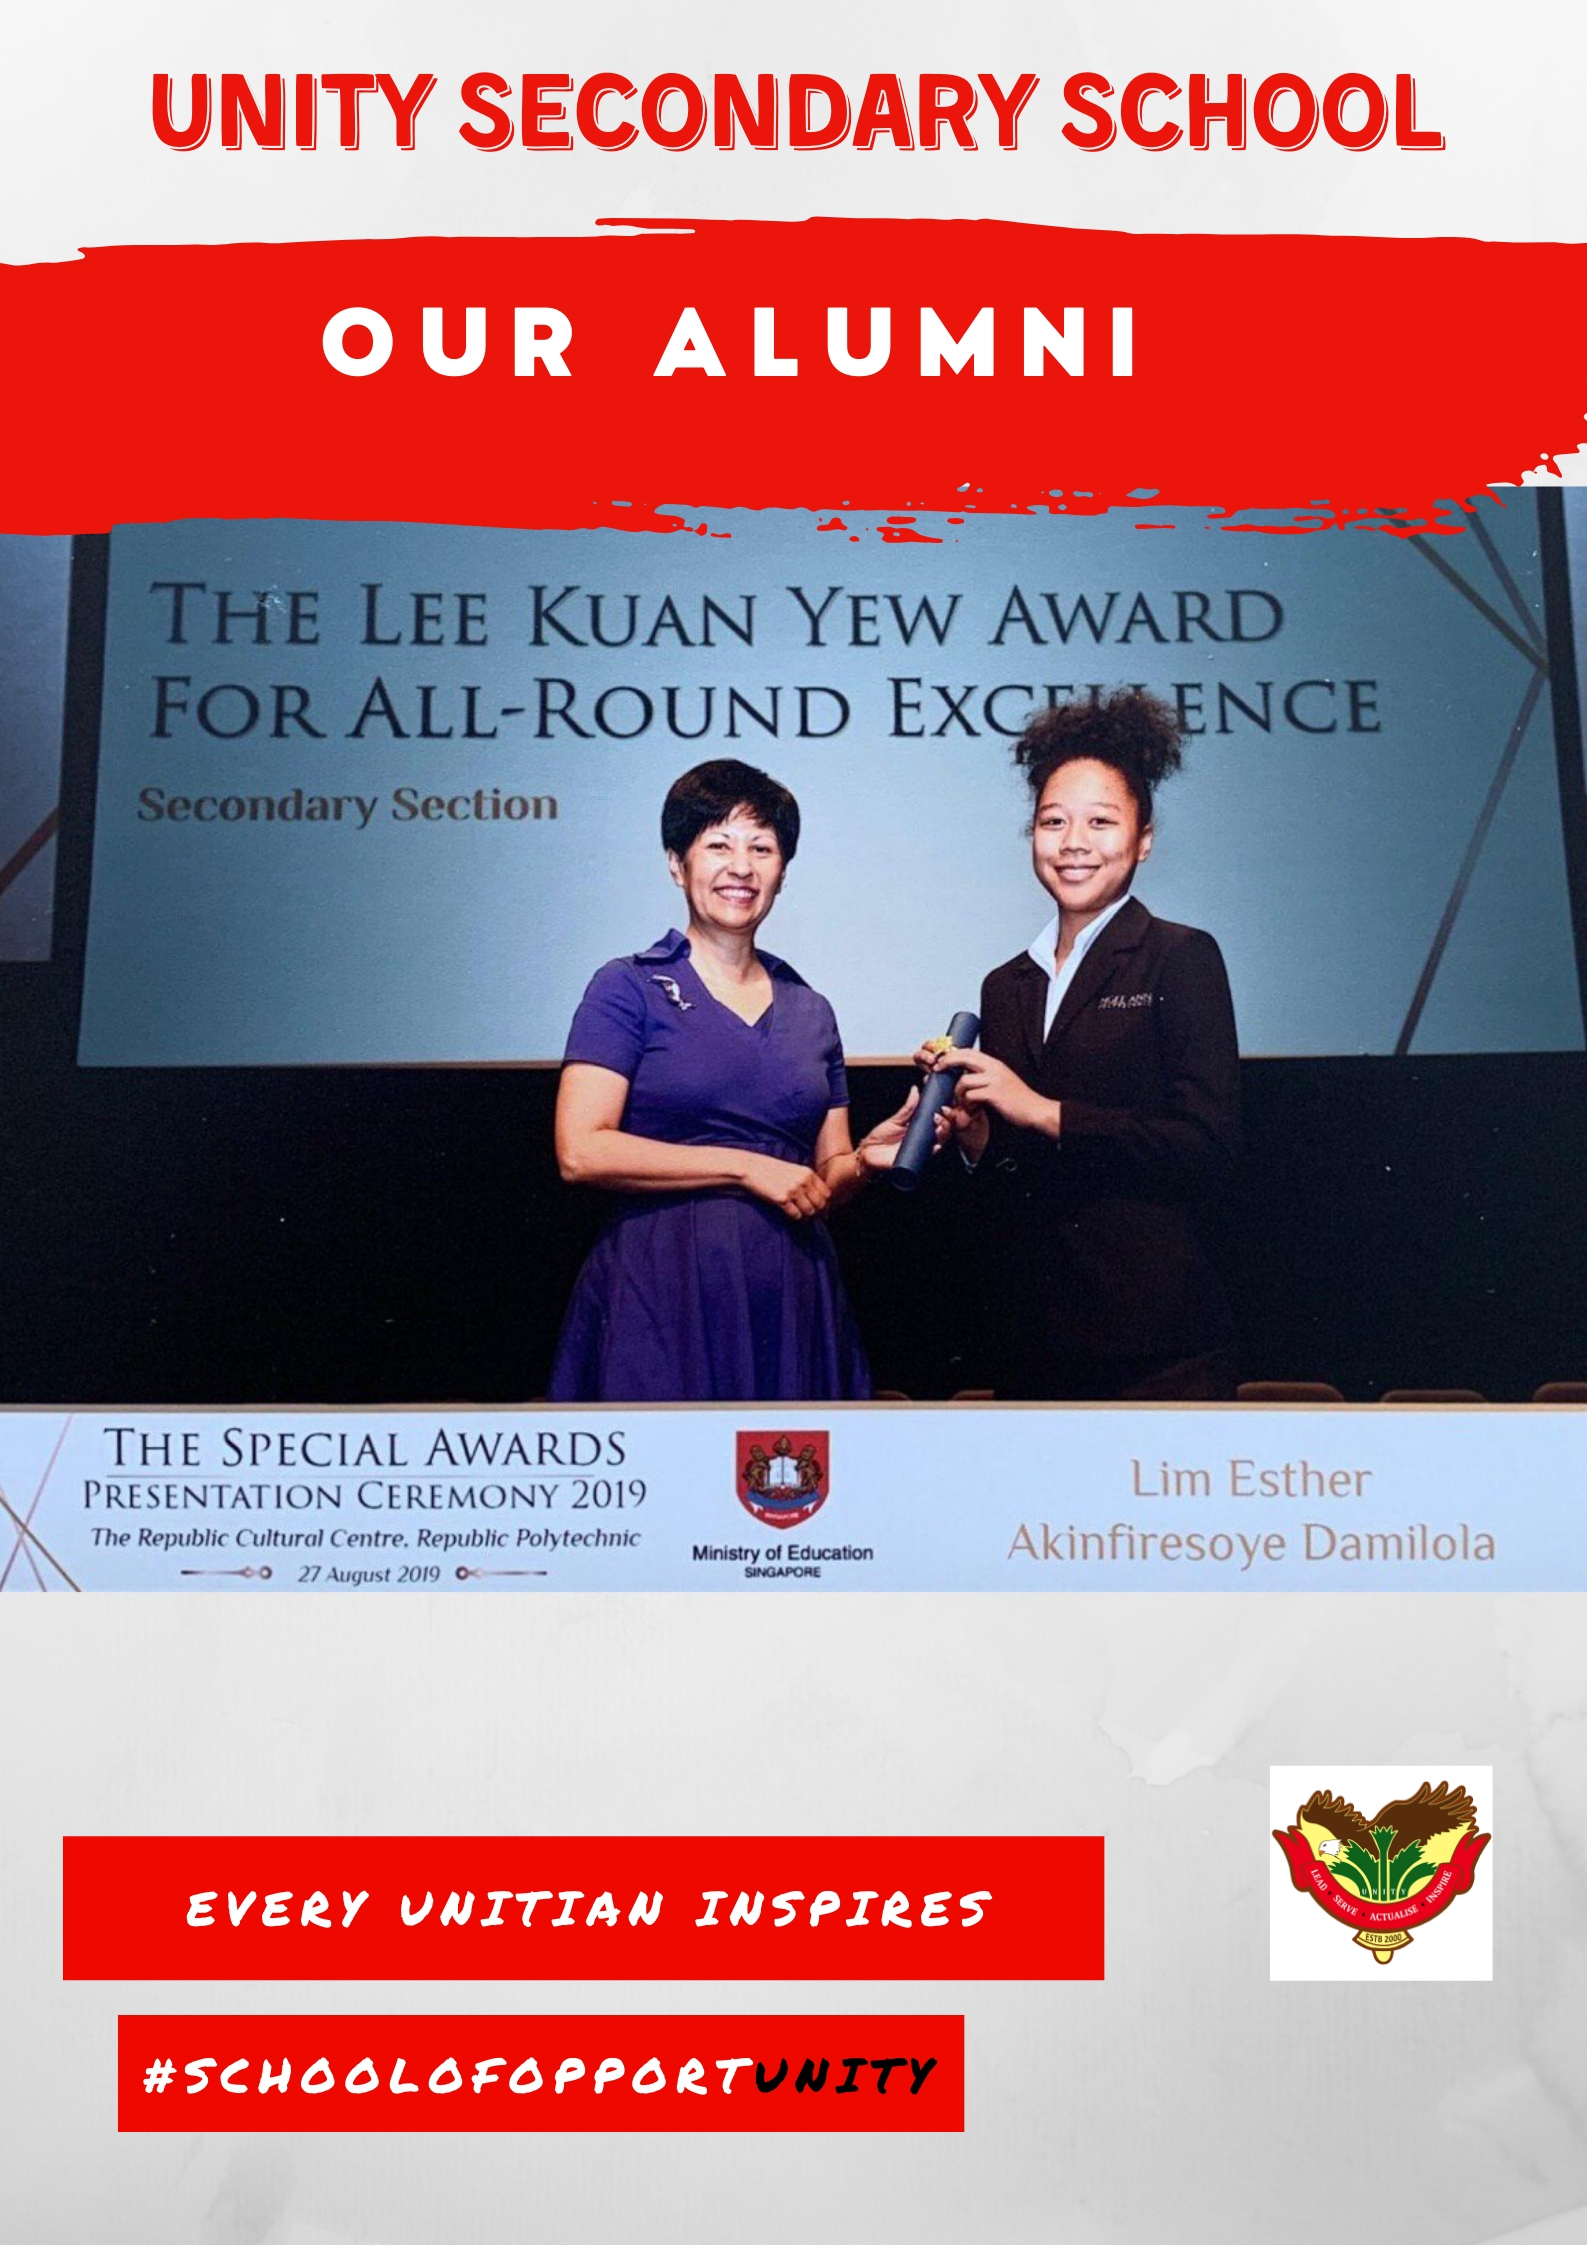 UNITY SECONDARY SCHOOL
OUR ALUMNI
THE LEE KUAN YEW AWARD
FOR ALL-ROUND EXCELLENCE
Secondary Section
THE SPECIAL AWARDS
PRESENTATION CEREMONY 2019
The Republic Cultural Centre, Republic Polytechnic
27 August 2019
Ministry of Education
SINGAPORE
Lim Esther
Akinfiresoye Damilola
EVERY UNITIAN INSPIRES
UNITY
LEAD • SERVE • ACTUALISE • INSPIRE
ESTB 2000
#SCHOOLOFOPPORTUNITY